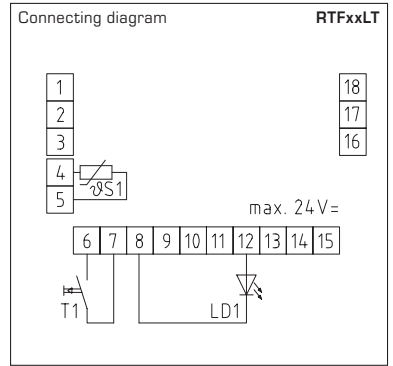 Connecting diagram RTFxxLT
1 18
2 17
3 16
4
5 ϑS1
max. 24V=
6 7 8 9 10 11 12 13 14 15
T1 LD1